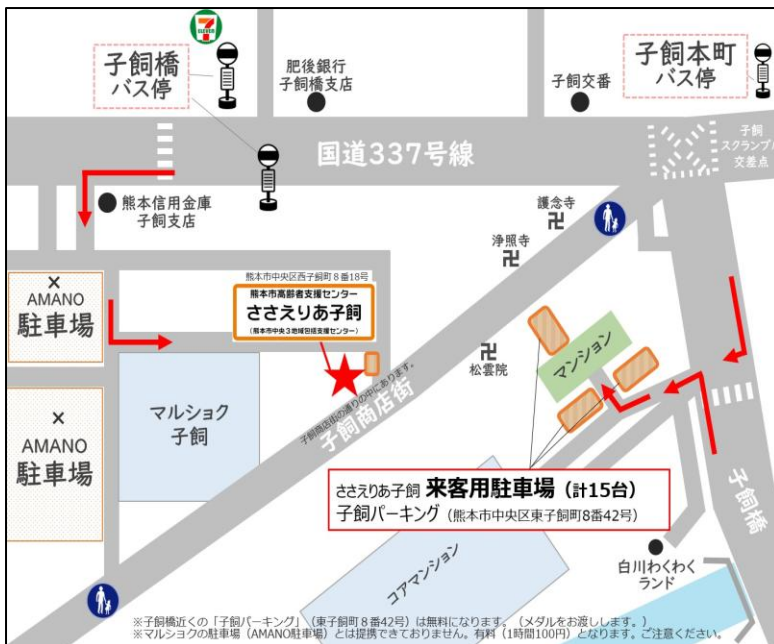 7
ELEVEN
子飼橋
バス停
肥後銀行
子飼橋支店
子飼交番
子飼本町
バス停
国道337号線
子飼
スクランブル
交差点
熊本信用金庫
子飼支店
護念寺
卍
浄照寺
卍
熊本市中央区西子飼町8番18号
熊本市高齢者支援センター
ささえりあ子飼
(熊本市中央3地域包括支援センター)
×
AMANO
駐車場
マルショク
子飼
子飼商店街の通りの中にあります。
子飼商店街
卍
松雲院
マンション
×
AMANO
駐車場
ささえりあ子飼 来客用駐車場(計15台)
子飼パーキング(熊本市中央区東子飼町8番42号)
子飼橋
コアマンション
白川わくわく
ランド
※子飼橋近くの「子飼パーキング」(東子飼町8番42号)は無料になります。(メダルをお渡しします。)
※マルショクの駐車場(AMANO駐車場)とは提携できておりません。有料(1時間100円)となります。ご注意ください。